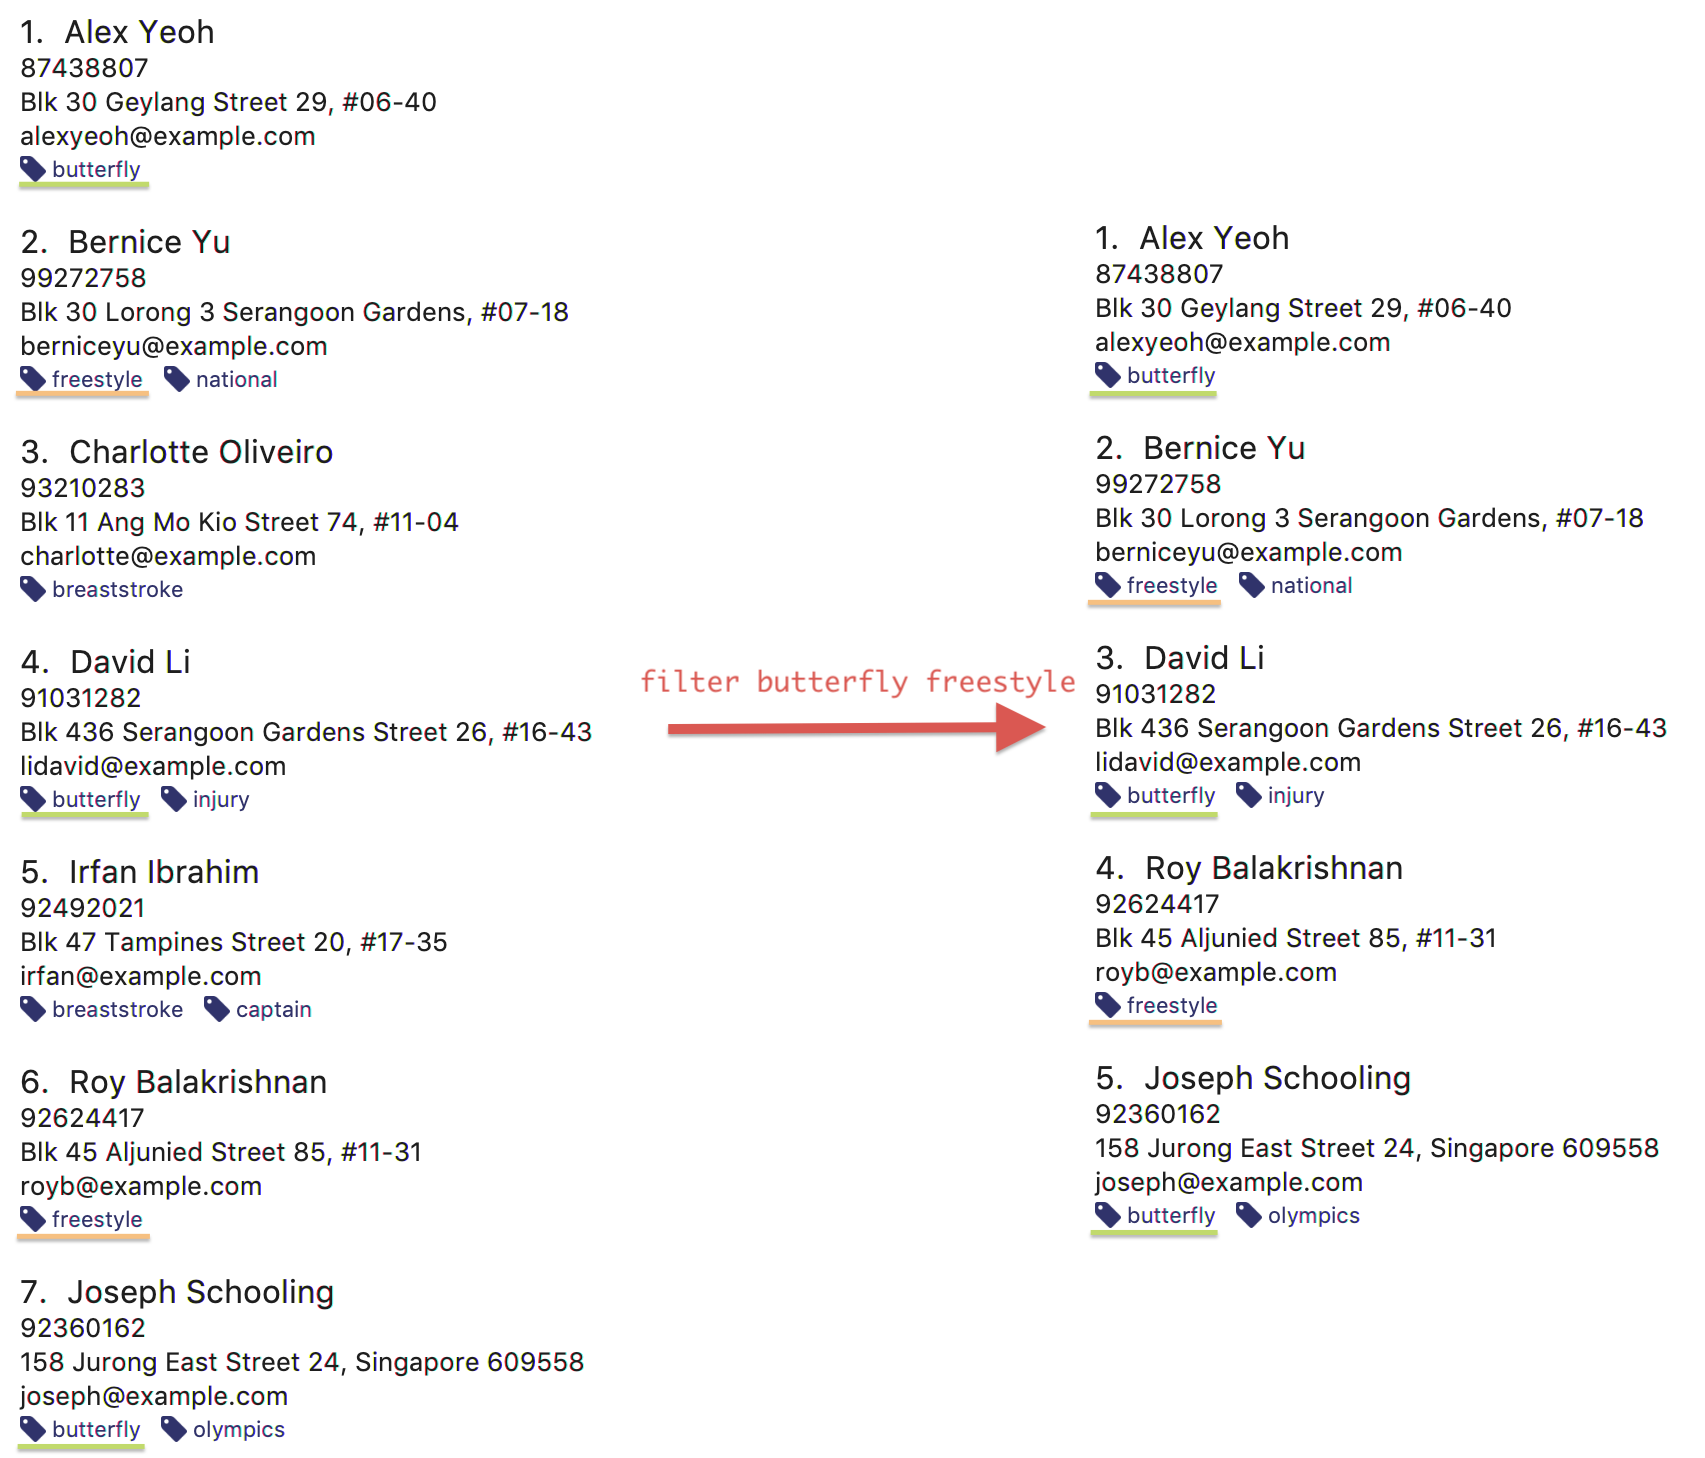 1. Alex Yeoh
87438807
Blk 30 Geylang Street 29, #06-40
alexyeoh@example.com
butterfly
2. Bernice Yu
99272758
Blk 30 Lorong 3 Serangoon Gardens, #07-18
berniceyu@example.com
freestyle national
3. Charlotte Oliveiro
93210283
Blk 11 Ang Mo Kio Street 74, #11-04
charlotte@example.com
breaststroke
4. David Li
91031282
Blk 436 Serangoon Gardens Street 26, #16-43
lidavid@example.com
butterfly injury
5. Irfan Ibrahim
92492021
Blk 47 Tampines Street 20, #17-35
irfan@example.com
breaststroke captain
6. Roy Balakrishnan
92624417
Blk 45 Aljunied Street 85, #11-31
royb@example.com
freestyle
7. Joseph Schooling
92360162
158 Jurong East Street 24, Singapore 609558
joseph@example.com
butterfly olympics
filter butterfly freestyle
1. Alex Yeoh
87438807
Blk 30 Geylang Street 29, #06-40
alexyeoh@example.com
butterfly
2. Bernice Yu
99272758
Blk 30 Lorong 3 Serangoon Gardens, #07-18
berniceyu@example.com
freestyle national
3. David Li
91031282
Blk 436 Serangoon Gardens Street 26, #16-43
lidavid@example.com
butterfly injury
4. Roy Balakrishnan
92624417
Blk 45 Aljunied Street 85, #11-31
royb@example.com
freestyle
5. Joseph Schooling
92360162
158 Jurong East Street 24, Singapore 609558
joseph@example.com
butterfly olympics